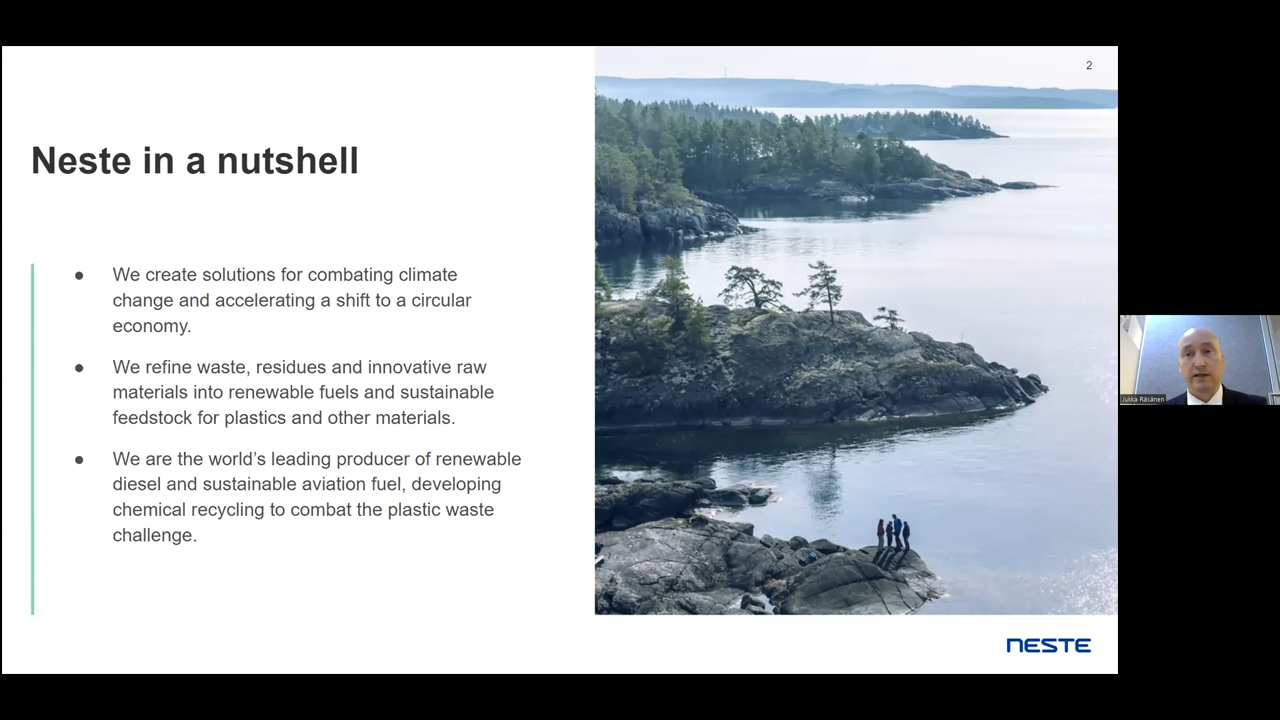 2
Neste in a nutshell
● We create solutions for combating climate
change and accelerating a shift to a circular
economy.
● We refine waste, residues and innovative raw
materials into renewable fuels and sustainable
feedstock for plastics and other materials.
● We are the world’s leading producer of renewable
diesel and sustainable aviation fuel, developing
chemical recycling to combat the plastic waste
challenge.
NESTE
Jukka Räsänen